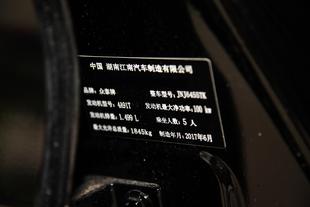 中国 湖南江南汽车制造有限公司
品牌：众泰牌 整车型号：JNJ6455TK
发动机型号：4A91T 发动机最大净功率：100 kw
发动机排量：1.499 L 乘坐人数：5 人
最大允许总质量：1845kg 制造年月：2017年6月